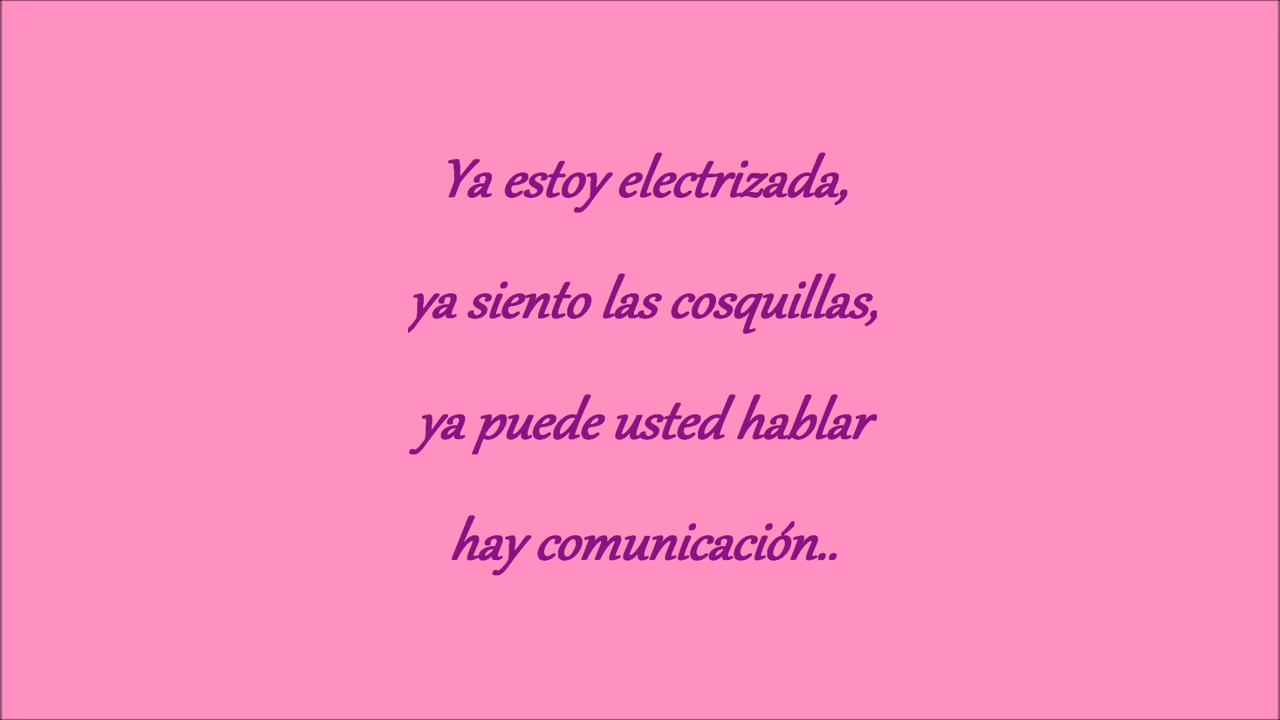 Ya estoy electrizada,
ya siento las cosquillas,
ya puede usted hablar
hay comunicación..